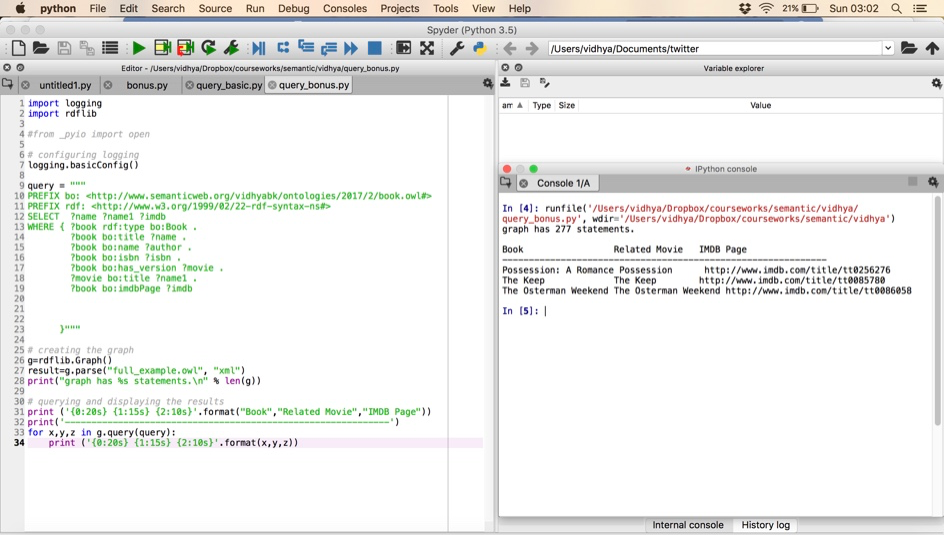 python File Edit Search Source Run Debug Consoles Projects Tools View Help 21% Sun 03:02
Spyder (Python 3.5)
/Users/vidhya/Documents/twitter
Editor - /Users/vidhya/Dropbox/courseworks/semantic/vidhya/query_bonus.py
untitled1.py bonus.py query_basic.py query_bonus.py
1 import logging
2 import rdflib
3
4 #from _pyio import open
5
6 # configuring logging
7 logging.basicConfig()
8
9 query = """
10 PREFIX bo: <http://www.semanticweb.org/vidhyabk/ontologies/2017/2/book.owl#>
11 PREFIX rdf: <http://www.w3.org/1999/02/22-rdf-syntax-ns#>
12 SELECT ?name ?name1 ?imdb
13 WHERE { ?book rdf:type bo:Book .
14 ?book bo:title ?name .
15 ?book bo:name ?author .
16 ?book bo:isbn ?isbn .
17 ?book bo:has_version ?movie .
18 ?movie bo:title ?name1 .
19 ?book bo:imdbPage ?imdb
20
21
22
23 }"""
24
25 # creating the graph
26 g=rdflib.Graph()
27 result=g.parse("full_example.owl", "xml")
28 print("graph has %s statements.\n" % len(g))
29
30 # querying and displaying the results
31 print ('{0:20s} {1:15s} {2:10s}'.format("Book","Related Movie","IMDB Page"))
32 print('-----------------------------------------------------------------')
33 for x,y,z in g.query(query):
34 print ('{0:20s} {1:15s} {2:10s}'.format(x,y,z))
Variable explorer
am Type Size Value
IPython console
Console 1/A
In [4]: runfile('/Users/vidhya/Dropbox/courseworks/semantic/vidhya/
query_bonus.py', wdir='/Users/vidhya/Dropbox/courseworks/semantic/vidhya')
graph has 277 statements.
Book Related Movie IMDB Page
-----------------------------------------------------------------
Possession: A Romance Possession http://www.imdb.com/title/tt0256276
The Keep The Keep http://www.imdb.com/title/tt0085780
The Osterman Weekend The Osterman Weekend http://www.imdb.com/title/tt0086058
In [5]:
Internal console History log